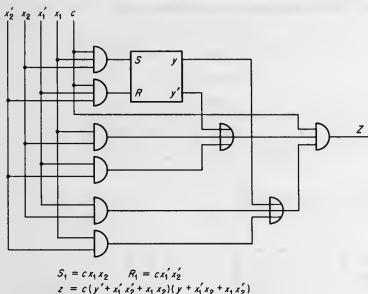 x₂' x₂ x₁' x₁ c
S y
R y'
z
S₁ = cx₁x₂ R₁ = cx₁'x₂'
z = c(y' + x₁'x₂' + x₁x₂)(y + x₁'x₂ + x₁x₂')